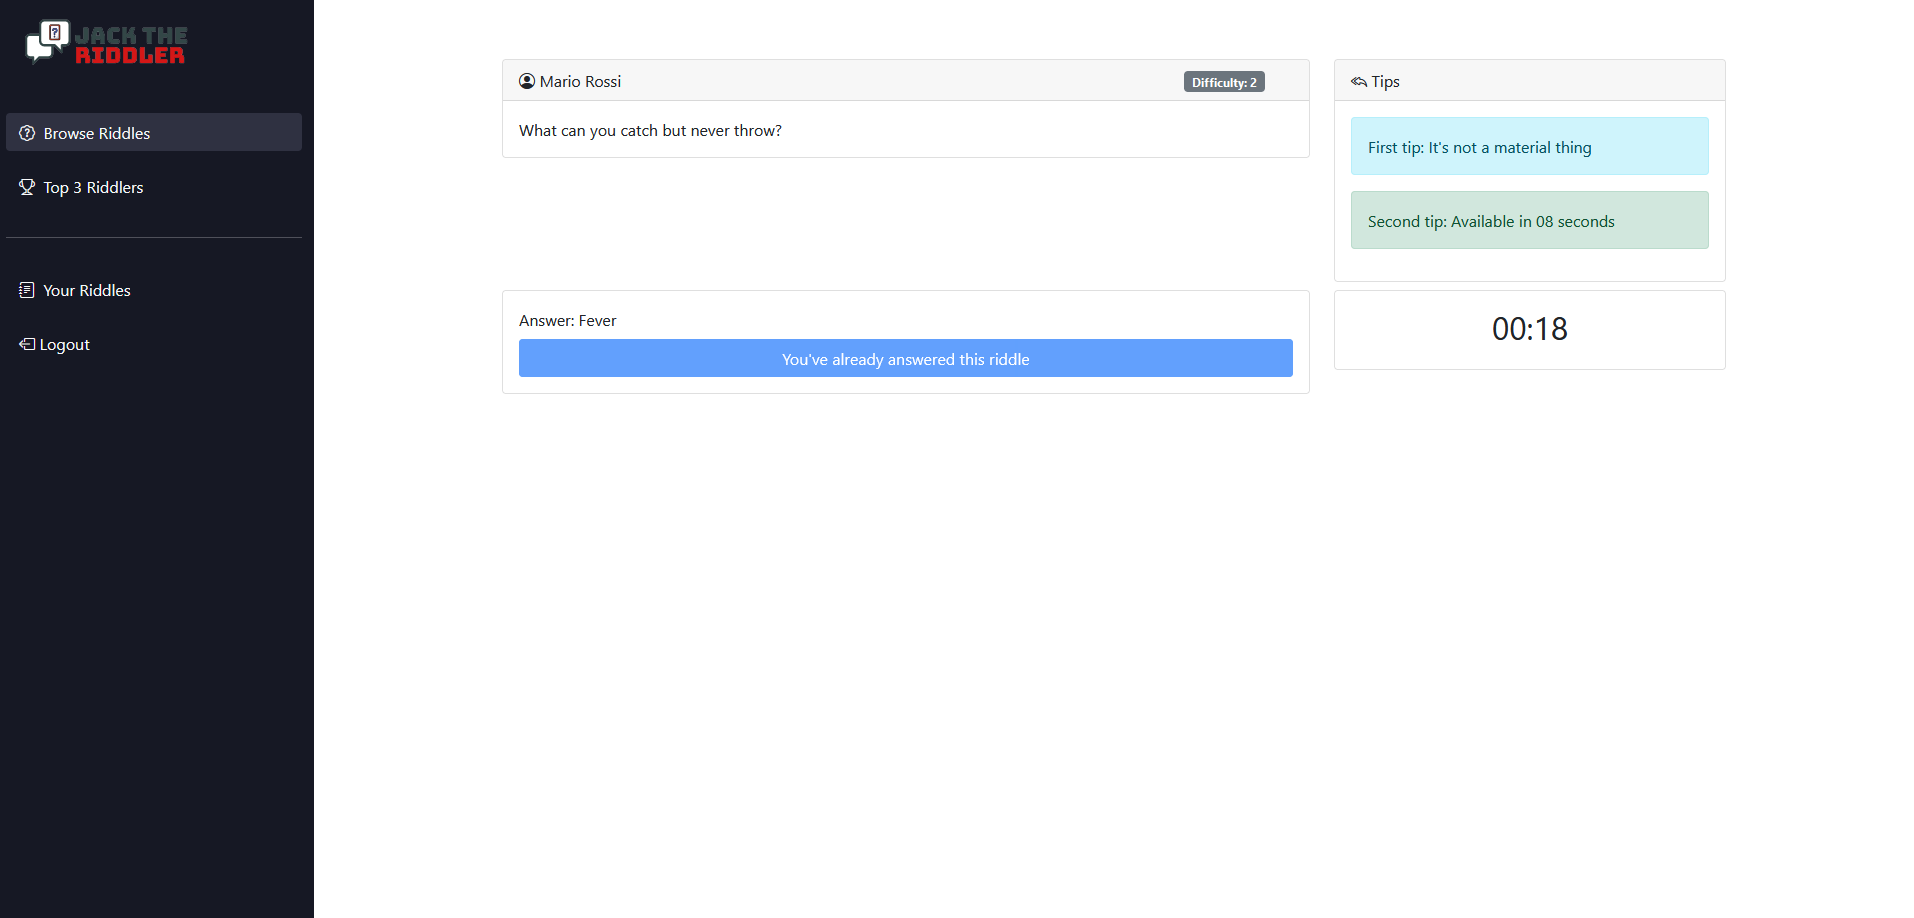 JACK THE
RIDDLER
Browse Riddles
Top 3 Riddlers
Your Riddles
Logout
Mario Rossi
Difficulty: 2
What can you catch but never throw?
Answer: Fever
You've already answered this riddle
Tips
First tip: It's not a material thing
Second tip: Available in 08 seconds
00:18